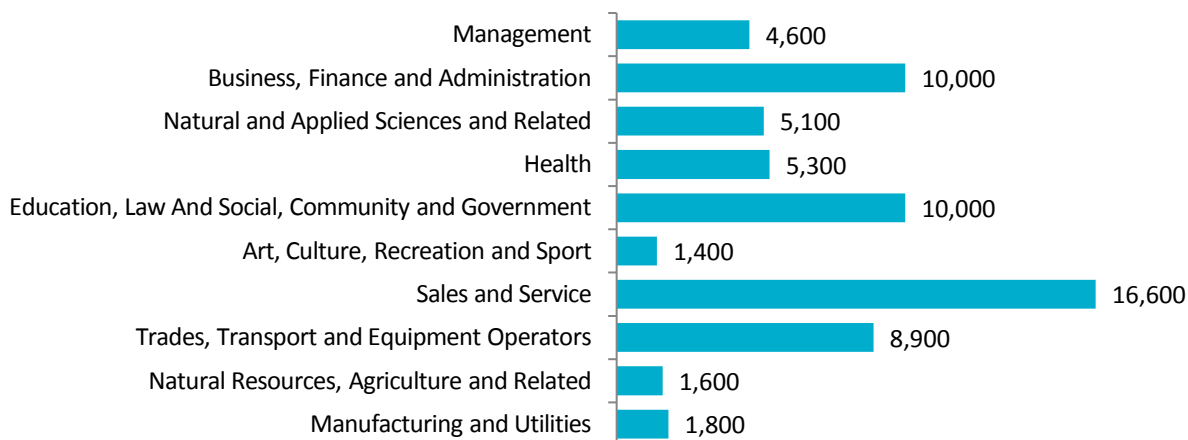 Management 4,600
Business, Finance and Administration 10,000
Natural and Applied Sciences and Related 5,100
Health 5,300
Education, Law And Social, Community and Government 10,000
Art, Culture, Recreation and Sport 1,400
Sales and Service 16,600
Trades, Transport and Equipment Operators 8,900
Natural Resources, Agriculture and Related 1,600
Manufacturing and Utilities 1,800